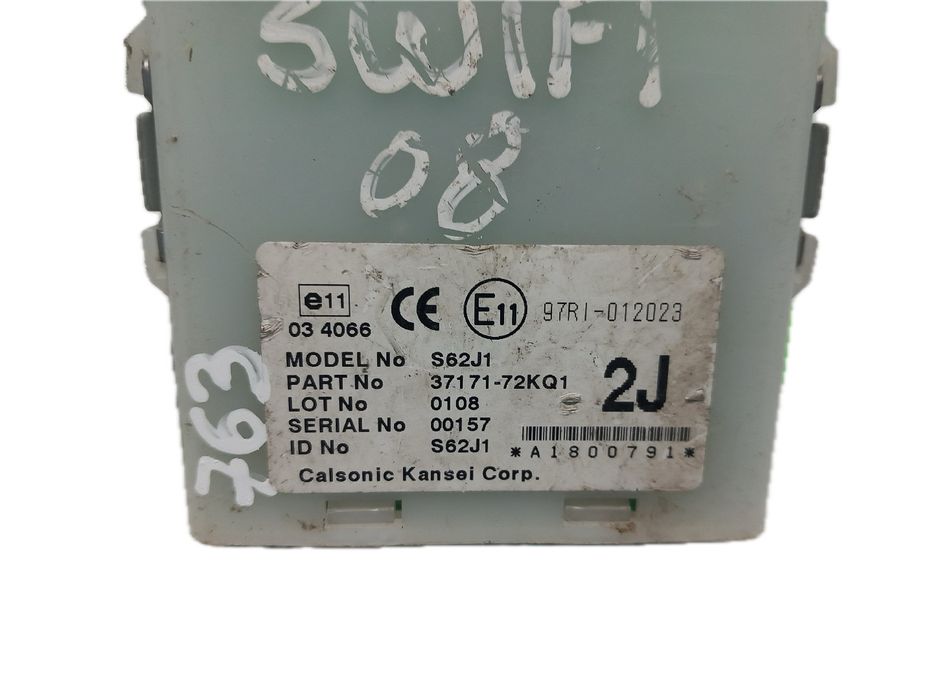 SWIFT
08
e11
03 4066
CE
E11
97RI-012023
MODEL No S62J1
PART No 37171-72KQ1
LOT No 0108
SERIAL No 00157
ID No S62J1
2J
*A1800791*
Calsonic Kansei Corp.
763